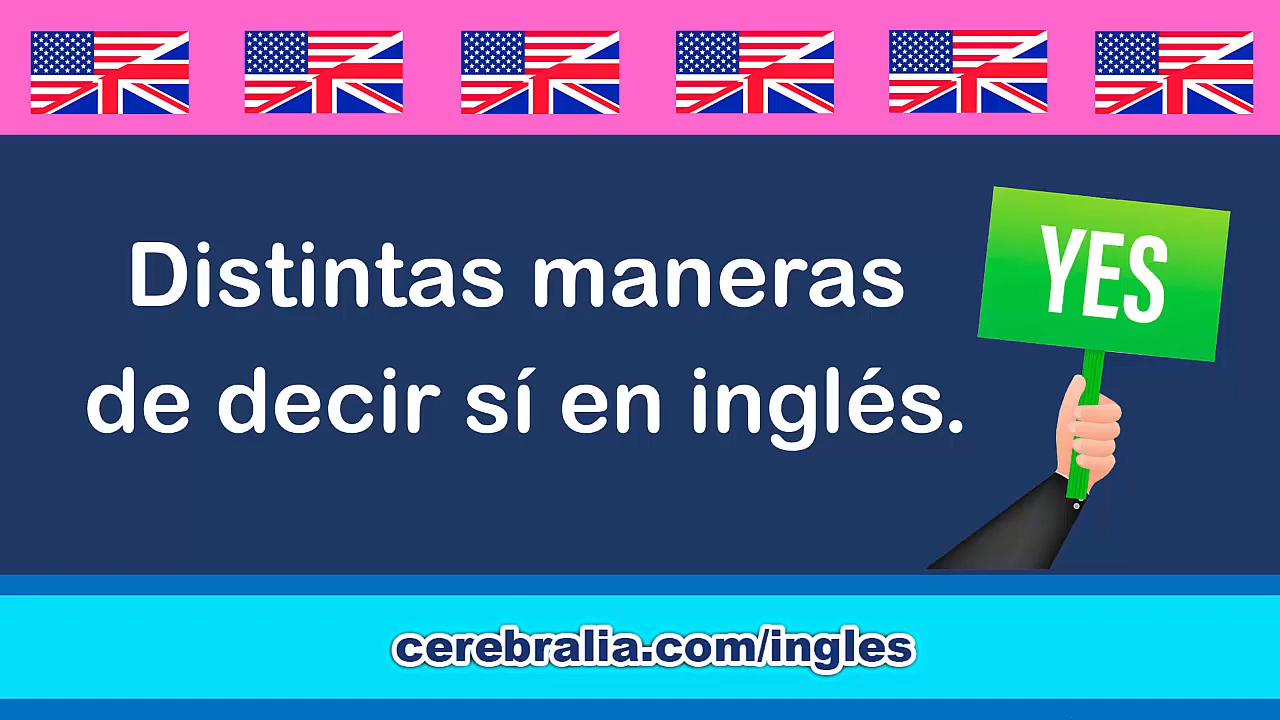 Distintas maneras
de decir sí en inglés.
YES
cerebralia.com/ingles